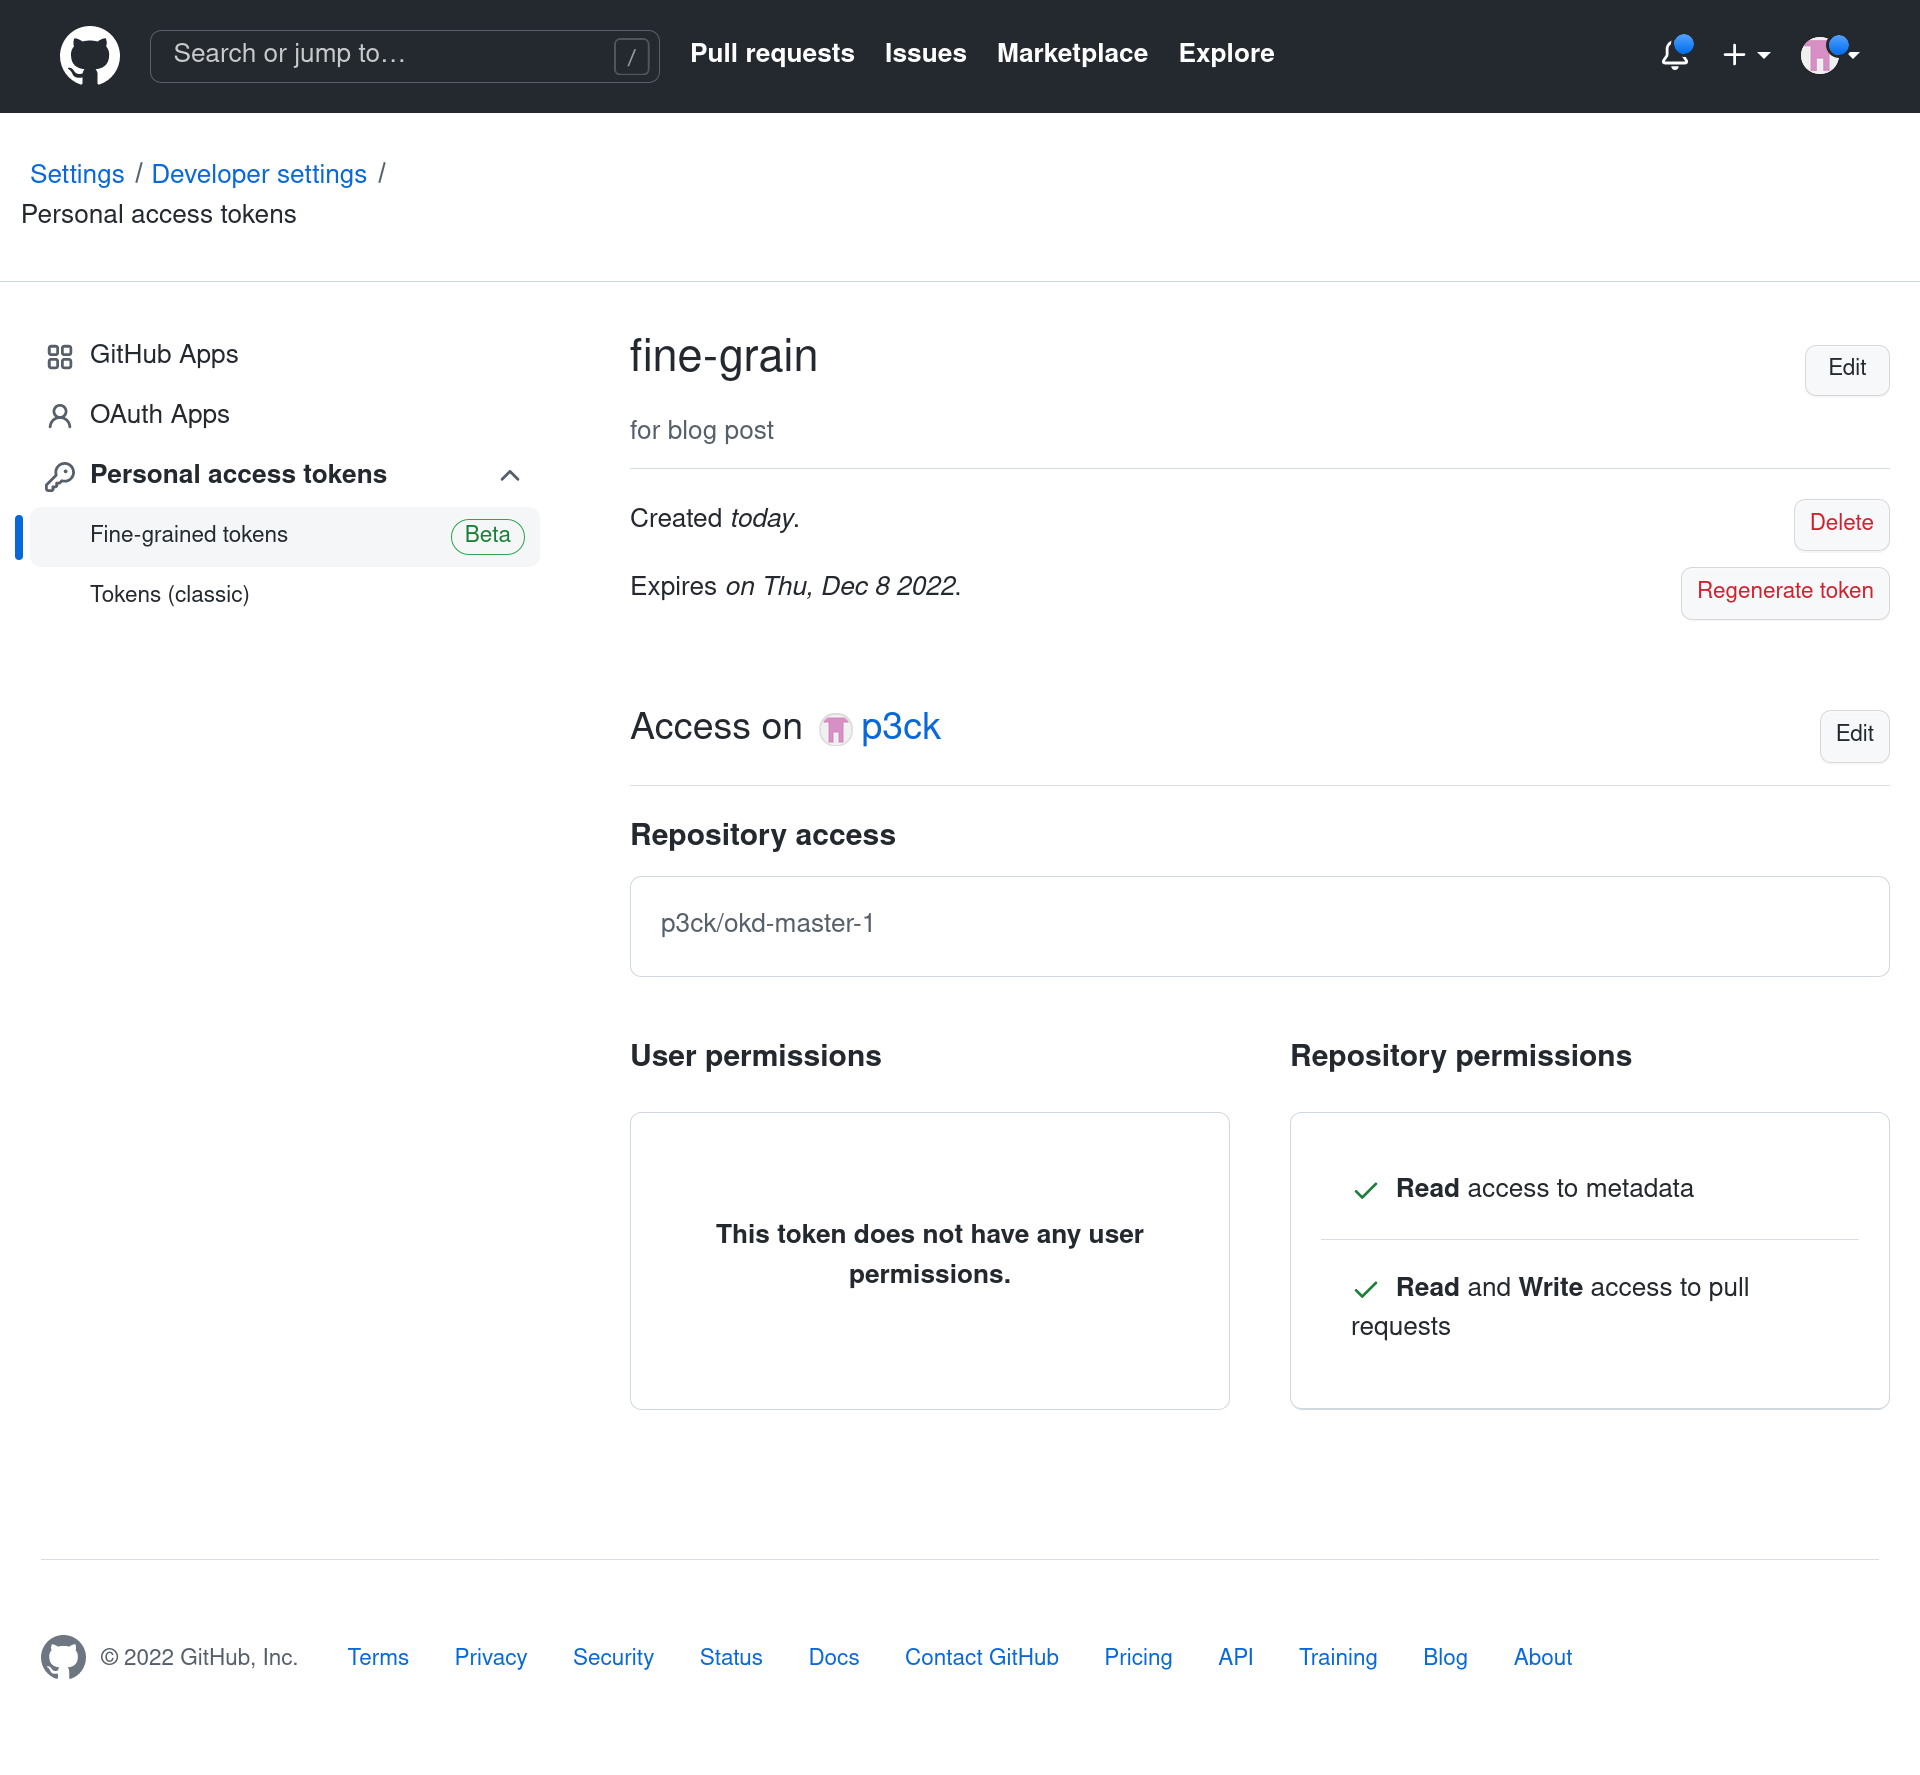 Search or jump to…
/
Pull requests
Issues
Marketplace
Explore
Settings / Developer settings /
Personal access tokens
GitHub Apps
OAuth Apps
Personal access tokens
Fine-grained tokens
Beta
Tokens (classic)
fine-grain
Edit
for blog post
Created today.
Delete
Expires on Thu, Dec 8 2022.
Regenerate token
Access on p3ck
Edit
Repository access
p3ck/okd-master-1
User permissions
This token does not have any user
permissions.
Repository permissions
Read access to metadata
Read and Write access to pull
requests
© 2022 GitHub, Inc.
Terms
Privacy
Security
Status
Docs
Contact GitHub
Pricing
API
Training
Blog
About